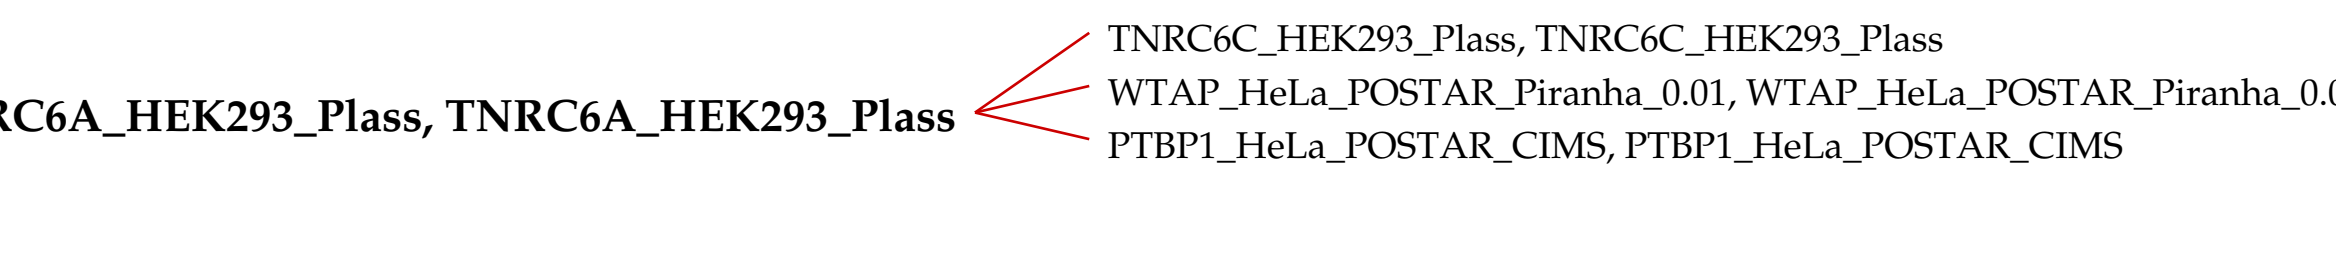 TNRC6C_HEK293_Plass, TNRC6C_HEK293_Plass
WTAP_HeLa_POSTAR_Piranha_0.01, WTAP_HeLa_POSTAR_Piranha_0.0
RC6A_HEK293_Plass, TNRC6A_HEK293_Plass
PTBP1_HeLa_POSTAR_CIMS, PTBP1_HeLa_POSTAR_CIMS